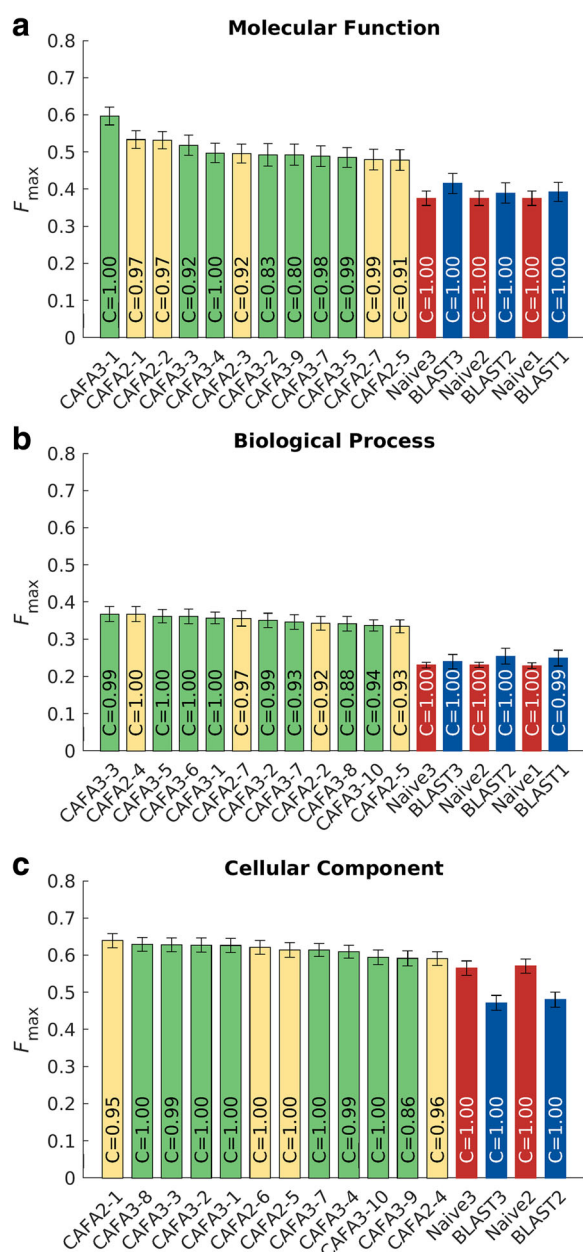 a
Molecular Function
0.8
0.7
0.6
0.5
0.4
0.3
0.2
0.1
0
Fmax
C=1.00
C=0.97
C=0.97
C=0.92
C=1.00
C=0.92
C=0.83
C=0.80
C=0.98
C=0.99
C=0.99
C=0.91
C=1.00
C=1.00
C=1.00
C=1.00
C=1.00
C=1.00
CAFA3-1
CAFA2-1
CAFA2-2
CAFA3-3
CAFA3-4
CAFA2-3
CAFA3-2
CAFA3-9
CAFA3-7
CAFA3-5
CAFA2-7
CAFA2-5
Naive3
BLAST3
Naive2
BLAST2
Naive1
BLAST1
b
Biological Process
0.8
0.7
0.6
0.5
0.4
0.3
0.2
0.1
0
Fmax
C=0.99
C=1.00
C=1.00
C=1.00
C=1.00
C=0.97
C=0.99
C=0.93
C=0.92
C=0.88
C=0.94
C=0.93
C=1.00
C=1.00
C=1.00
C=1.00
C=1.00
C=0.99
CAFA3-3
CAFA2-4
CAFA3-5
CAFA3-6
CAFA3-1
CAFA2-7
CAFA3-2
CAFA3-7
CAFA2-2
CAFA3-8
CAFA3-10
CAFA2-5
Naive3
BLAST3
Naive2
BLAST2
Naive1
BLAST1
c
Cellular Component
0.8
0.7
0.6
0.5
0.4
0.3
0.2
0.1
0
Fmax
C=0.95
C=1.00
C=0.99
C=1.00
C=1.00
C=1.00
C=1.00
C=1.00
C=0.99
C=1.00
C=0.86
C=0.96
C=1.00
C=1.00
C=1.00
C=1.00
CAFA2-1
CAFA3-8
CAFA3-3
CAFA3-2
CAFA3-1
CAFA2-6
CAFA2-5
CAFA3-7
CAFA3-4
CAFA3-10
CAFA3-9
CAFA2-4
Naive3
BLAST3
Naive2
BLAST2